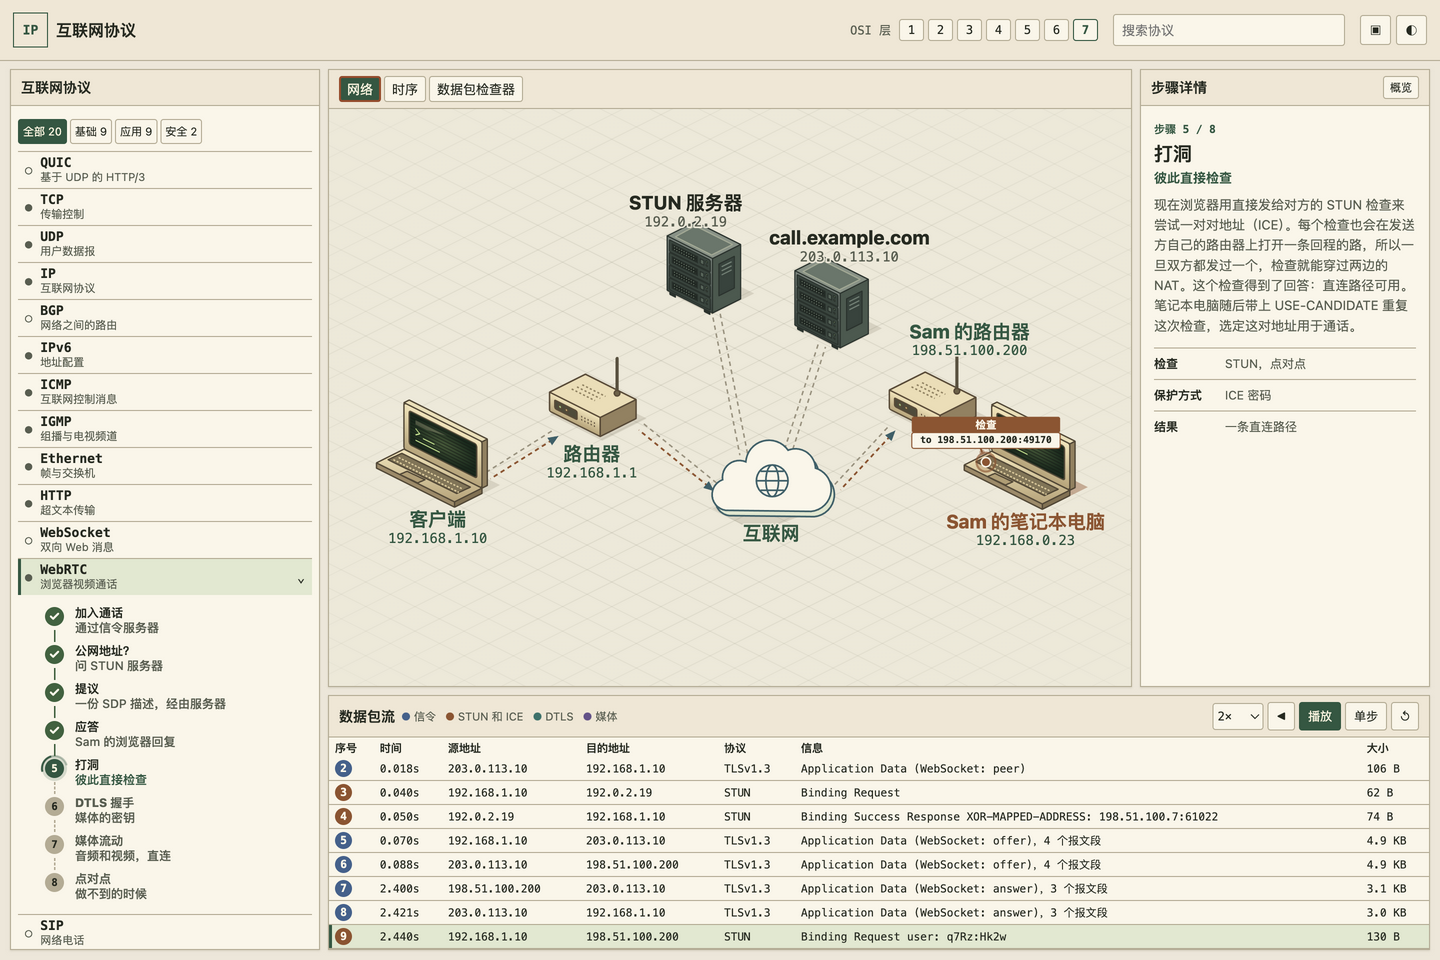 IP 互联网协议
OSI 层 1 2 3 4 5 6 7
搜索协议
互联网协议
全部 20 基础 9 应用 9 安全 2
QUIC
基于 UDP 的 HTTP/3
TCP
传输控制
UDP
用户数据报
IP
互联网协议
BGP
网络之间的路由
IPv6
地址配置
ICMP
互联网控制消息
IGMP
组播与电视频道
Ethernet
帧与交换机
HTTP
超文本传输
WebSocket
双向 Web 消息
WebRTC
浏览器视频通话
加入通话
通过信令服务器
公网地址?
问 STUN 服务器
提议
一份 SDP 描述，经由服务器
应答
Sam 的浏览器回复
5 打洞
彼此直接检查
6 DTLS 握手
媒体的密钥
7 媒体流动
音频和视频，直连
8 点对点
做不到的时候
SIP
网络电话
网络 时序 数据包检查器
STUN 服务器
192.0.2.19
call.example.com
203.0.113.10
Sam 的路由器
198.51.100.200
检查
to 198.51.100.200:49170
路由器
192.168.1.1
客户端
192.168.1.10
互联网
Sam 的笔记本电脑
192.168.0.23
步骤详情 概览
步骤 5 / 8
打洞
彼此直接检查
现在浏览器用直接发给对方的 STUN 检查来
尝试一对对地址（ICE）。每个检查也会在发送
方自己的路由器上打开一条回程的路，所以一
旦双方都发过一个，检查就能穿过两边的
NAT。这个检查得到了回答：直连路径可用。
笔记本电脑随后带上 USE-CANDIDATE 重复
这次检查，选定这对地址用于通话。
检查 STUN，点对点
保护方式 ICE 密码
结果 一条直连路径
数据包流 信令 STUN 和 ICE DTLS 媒体
2× 播放 单步
序号 时间 源地址 目的地址 协议 信息 大小
2 0.018s 203.0.113.10 192.168.1.10 TLSv1.3 Application Data (WebSocket: peer) 106 B
3 0.040s 192.168.1.10 192.0.2.19 STUN Binding Request 62 B
4 0.050s 192.0.2.19 192.168.1.10 STUN Binding Success Response XOR-MAPPED-ADDRESS: 198.51.100.7:61022 74 B
5 0.070s 192.168.1.10 203.0.113.10 TLSv1.3 Application Data (WebSocket: offer), 4 个报文段 4.9 KB
6 0.088s 203.0.113.10 198.51.100.200 TLSv1.3 Application Data (WebSocket: offer), 4 个报文段 4.9 KB
7 2.400s 198.51.100.200 203.0.113.10 TLSv1.3 Application Data (WebSocket: answer), 3 个报文段 3.1 KB
8 2.421s 203.0.113.10 192.168.1.10 TLSv1.3 Application Data (WebSocket: answer), 3 个报文段 3.0 KB
9 2.440s 192.168.1.10 198.51.100.200 STUN Binding Request user: q7Rz:Hk2w 130 B